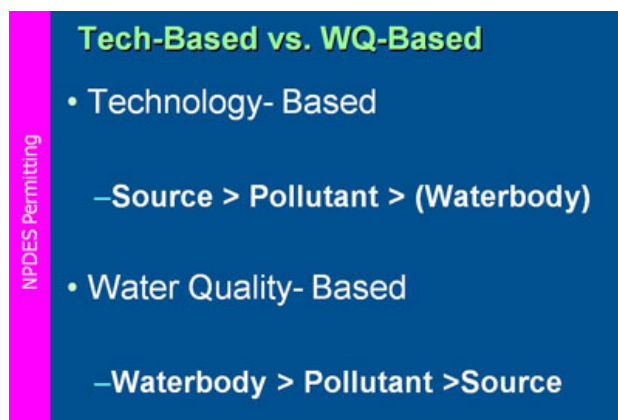 Tech-Based vs. WQ-Based
• Technology- Based
–Source > Pollutant > (Waterbody)
• Water Quality- Based
–Waterbody > Pollutant >Source
NPDES Permitting